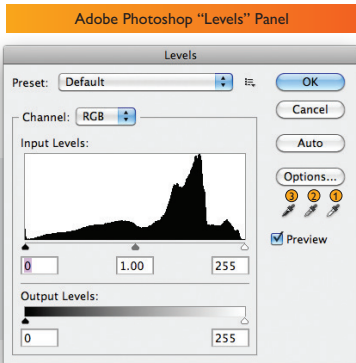 Adobe Photoshop “Levels” Panel
Levels
Preset: Default
OK
Cancel
Channel: RGB
Auto
Input Levels:
Options...
3 2 1
Preview
0 1.00 255
Output Levels:
0 255